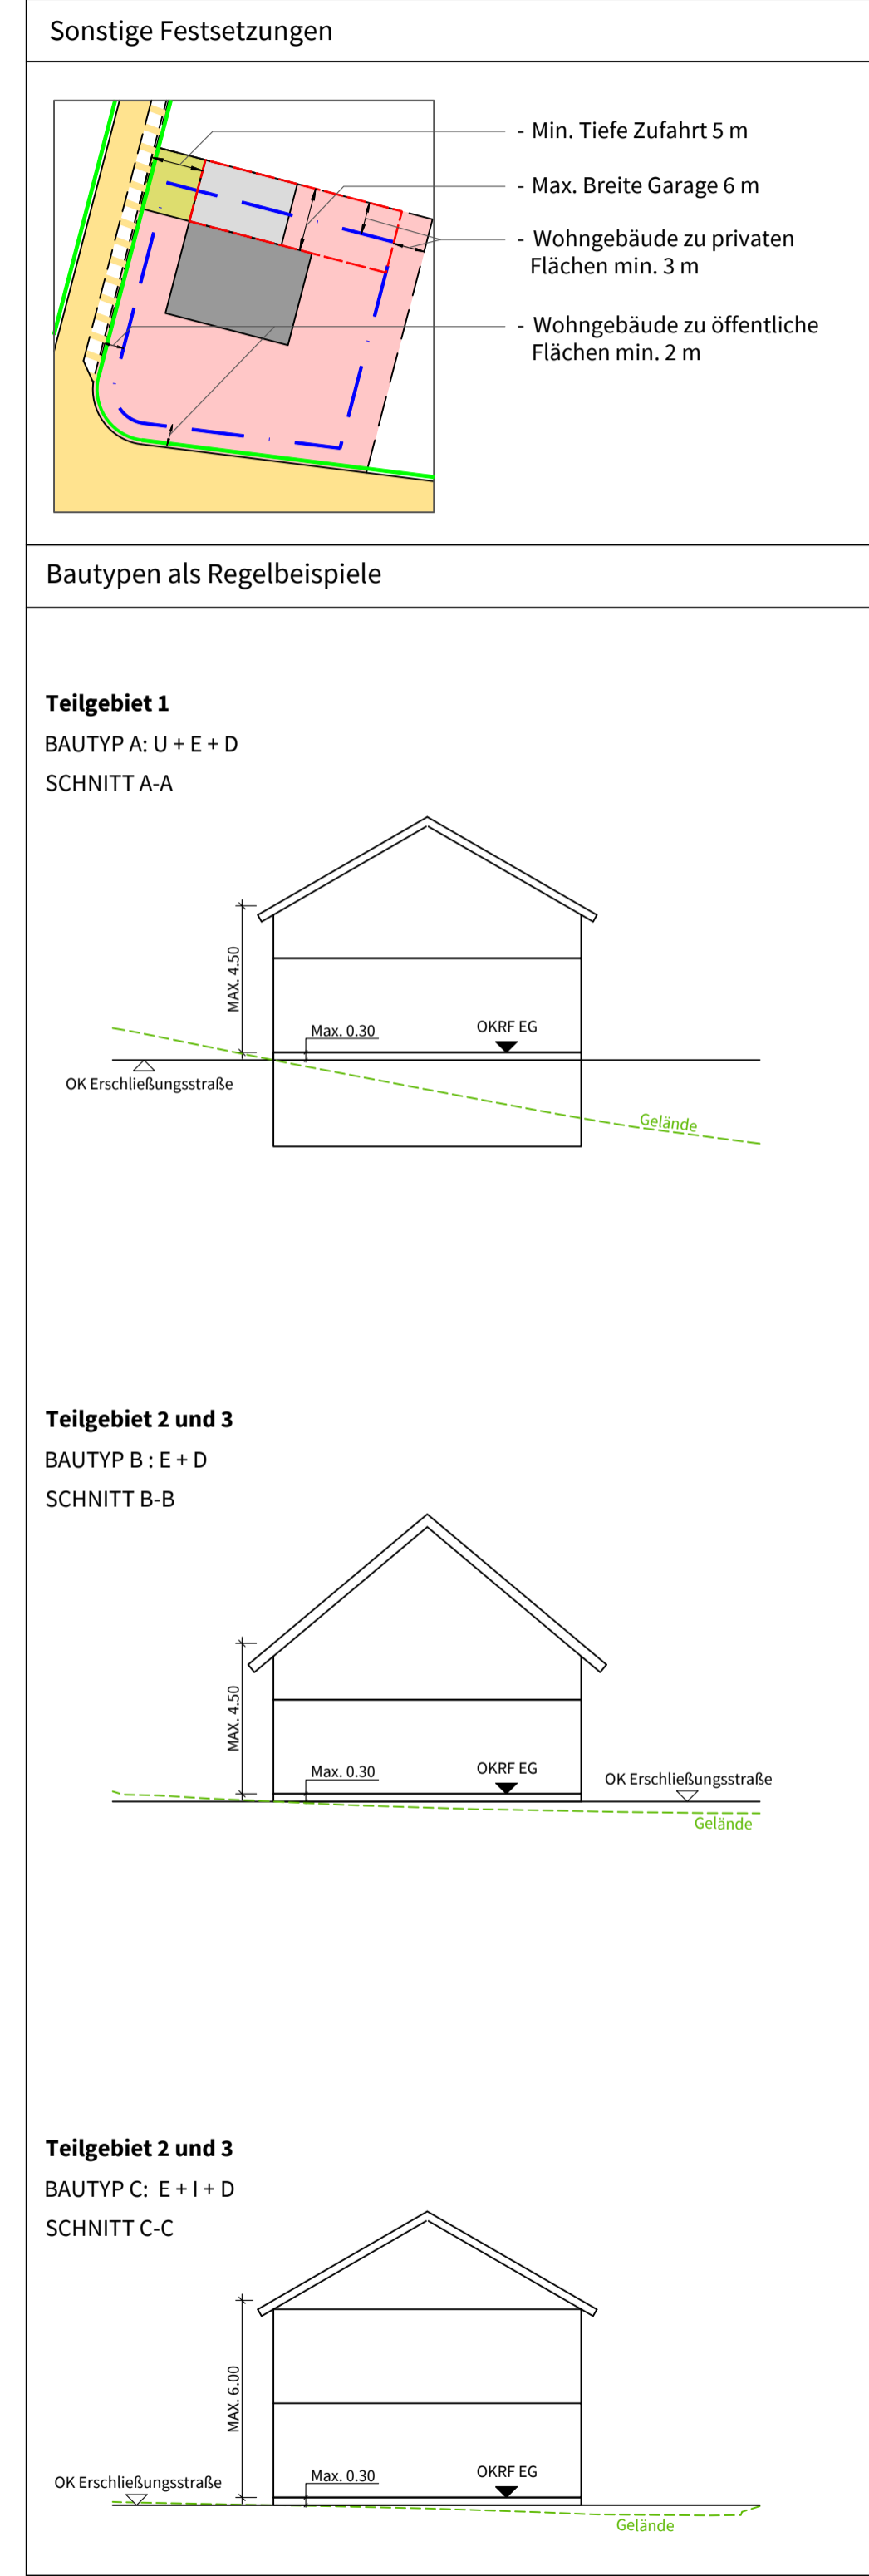 Sonstige Festsetzungen
- Min. Tiefe Zufahrt 5 m
- Max. Breite Garage 6 m
- Wohngebäude zu privaten
Flächen min. 3 m
- Wohngebäude zu öffentliche
Flächen min. 2 m
Bautypen als Regelbeispiele
Teilgebiet 1
BAUTYP A: U + E + D
SCHNITT A-A
MAX. 4.50
Max. 0.30
OKRF EG
OK Erschließungsstraße
Gelände
Teilgebiet 2 und 3
BAUTYP B : E + D
SCHNITT B-B
MAX. 4.50
Max. 0.30
OKRF EG
OK Erschließungsstraße
Gelände
Teilgebiet 2 und 3
BAUTYP C: E + I + D
SCHNITT C-C
MAX. 6.00
OK Erschließungsstraße
Max. 0.30
OKRF EG
Gelände